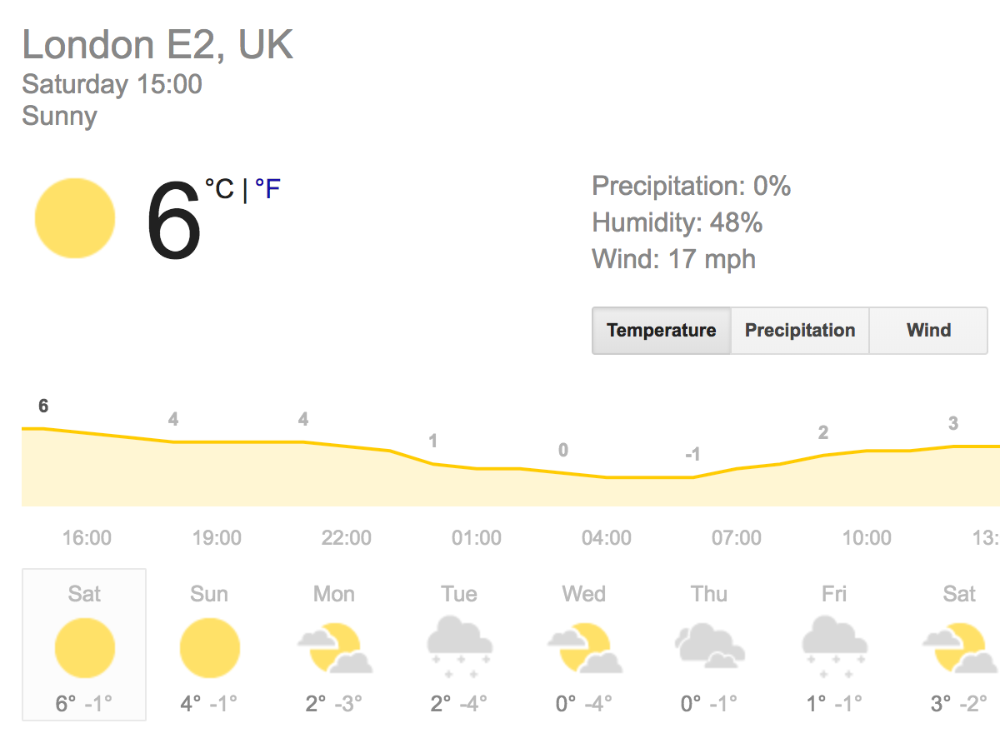 London E2, UK
Saturday 15:00
Sunny
6 °C | °F
Precipitation: 0%
Humidity: 48%
Wind: 17 mph
Temperature Precipitation Wind
6 4 4 1 0 -1 2 3
16:00 19:00 22:00 01:00 04:00 07:00 10:00 13:
Sat Sun Mon Tue Wed Thu Fri Sat
6° -1° 4° -1° 2° -3° 2° -4° 0° -4° 0° -1° 1° -1° 3° -2°